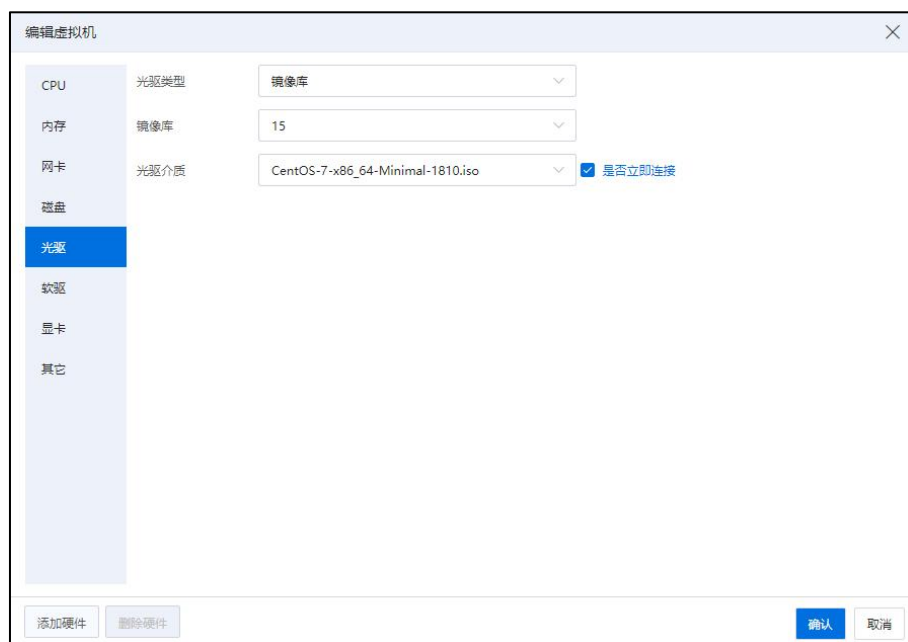 编辑虚拟机
CPU
光驱类型
镜像库
内存
镜像库
15
网卡
光驱介质
CentOS-7-x86_64-Minimal-1810.iso
是否立即连接
磁盘
光驱
软驱
显卡
其它
添加硬件
删除硬件
确认
取消